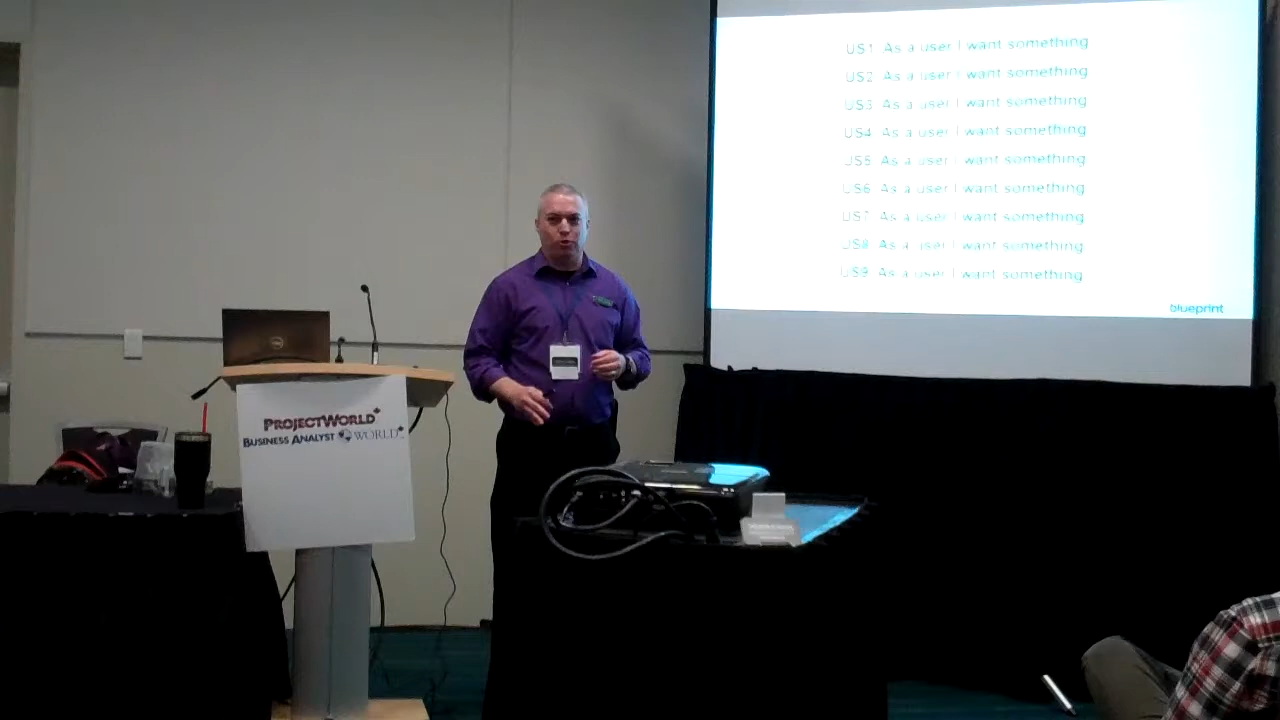 US1 As a user I want something
US2 As a user I want something
US3 As a user I want something
US4 As a user I want something
US5 As a user I want something
US6 As a user I want something
US7 As a user I want something
US8 As a user I want something
US9 As a user I want something
blueprint
PROJECTWORLD
BUSINESS ANALYST WORLD
DELL